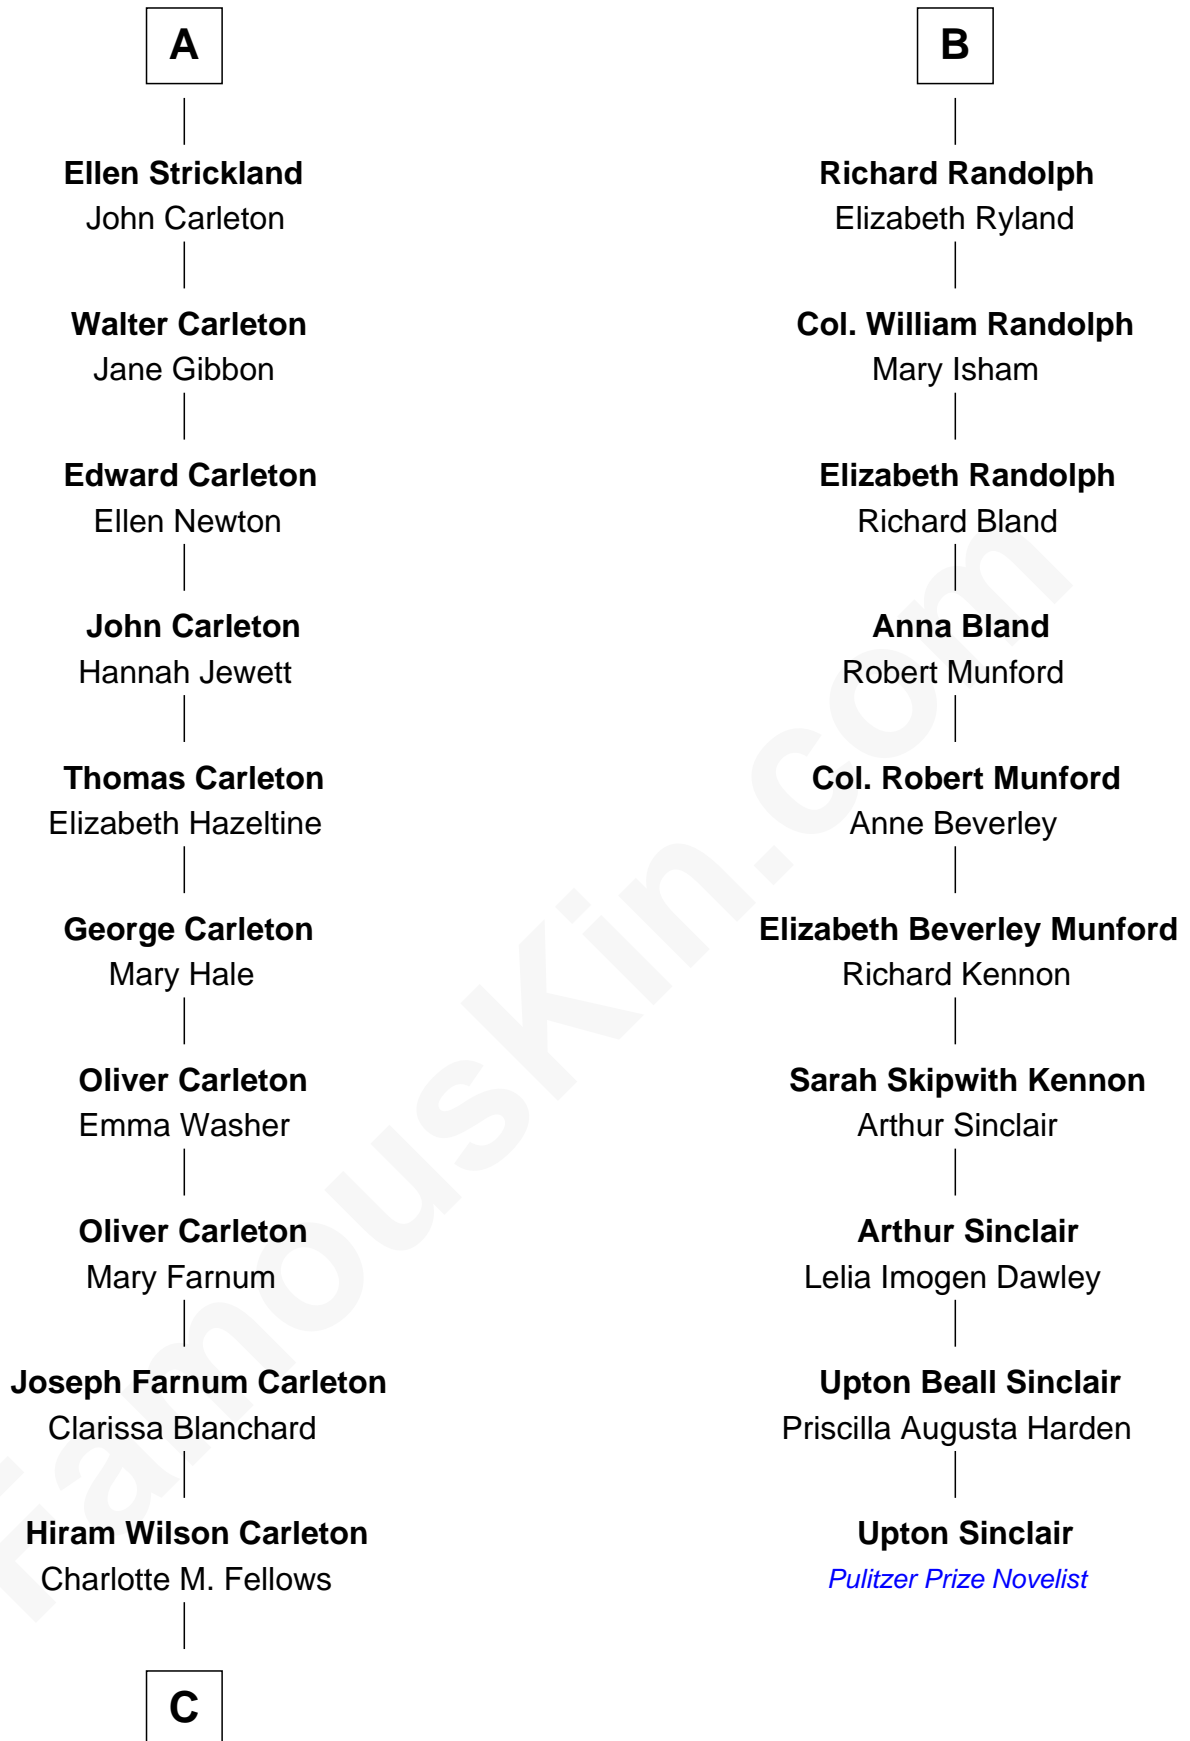 A
Ellen Strickland
John Carleton
Walter Carleton
Jane Gibbon
Edward Carleton
Ellen Newton
John Carleton
Hannah Jewett
Thomas Carleton
Elizabeth Hazeltine
George Carleton
Mary Hale
Oliver Carleton
Emma Washer
Oliver Carleton
Mary Farnum
Joseph Farnum Carleton
Clarissa Blanchard
Hiram Wilson Carleton
Charlotte M. Fellows
C
B
Richard Randolph
Elizabeth Ryland
Col. William Randolph
Mary Isham
Elizabeth Randolph
Richard Bland
Anna Bland
Robert Munford
Col. Robert Munford
Anne Beverley
Elizabeth Beverley Munford
Richard Kennon
Sarah Skipwith Kennon
Arthur Sinclair
Arthur Sinclair
Lelia Imogen Dawley
Upton Beall Sinclair
Priscilla Augusta Harden
Upton Sinclair
Pulitzer Prize Novelist
FamousKin.com